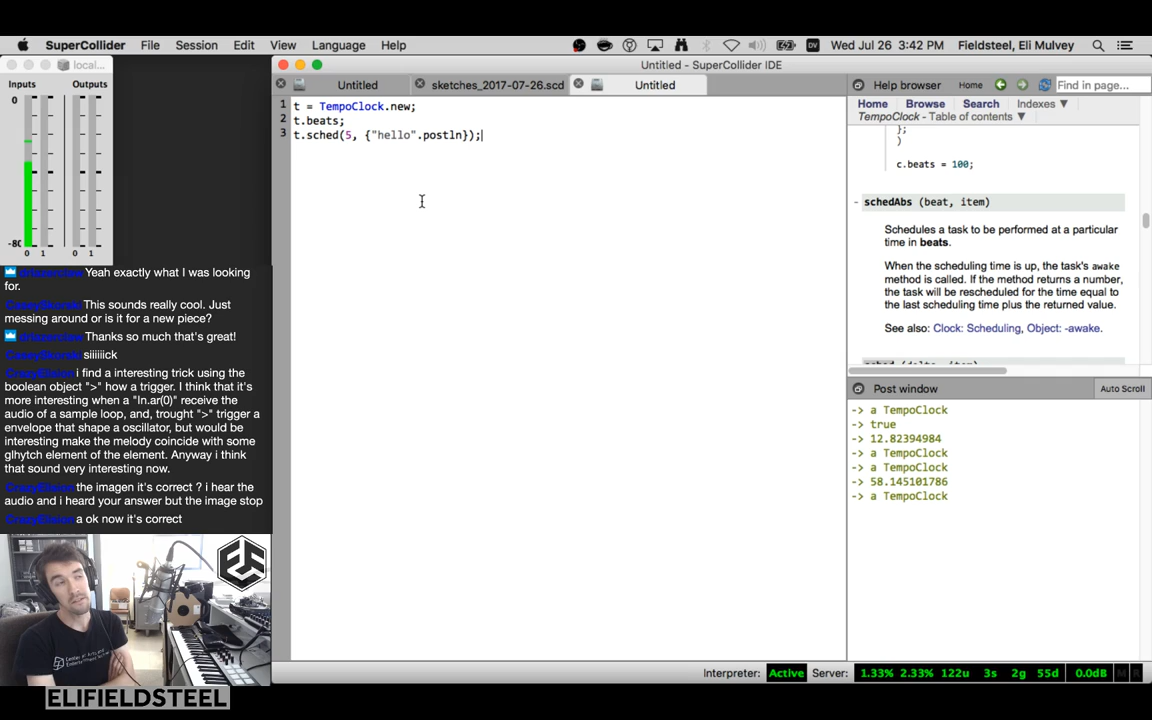 SuperCollider File Session Edit View Language Help
Wed Jul 26 3:42 PM Fieldsteel, Eli Mulvey
local...
Inputs Outputs
0
-80
0 1 0 1
Untitled - SuperCollider IDE
Untitled sketches_2017-07-26.scd Untitled
1 t = TempoClock.new;
2 t.beats;
3 t.sched(5, {"hello".postln});
Help browser Home Find in page...
Home Browse Search Indexes ▼
TempoClock - Table of contents ▼
};
)
c.beats = 100;
- schedAbs (beat, item)
Schedules a task to be performed at a particular
time in beats.
When the scheduling time is up, the task's awake
method is called. If the method returns a number,
the task will be rescheduled for the time equal to
the last scheduling time plus the returned value.
See also: Clock: Scheduling, Object: -awake.
Post window Auto Scroll
-> a TempoClock
-> true
-> 12.82394984
-> a TempoClock
-> a TempoClock
-> 58.145101786
-> a TempoClock
Yeah exactly what I was looking
for.
This sounds really cool. Just
messing around or is it for a new piece?
Thanks so much that's great!
siiiiiick
i find a interesting trick using the
boolean object ">" how a trigger. I think that it's
more interesting when a "In.ar(0)" receive the
audio of a sample loop, and, trought ">" trigger a
envelope that shape a oscillator, but would be
interesting make the melody coincide with some
glhytch element of the element. Anyway i think
that sound very interesting now.
the imagen it's correct ? i hear the
audio and i heard your answer but the image stop
a ok now it's correct
ELIFIELDSTEEL
Interpreter: Active Server: 1.33% 2.33% 122u 3s 2g 55d 0.0dB M R